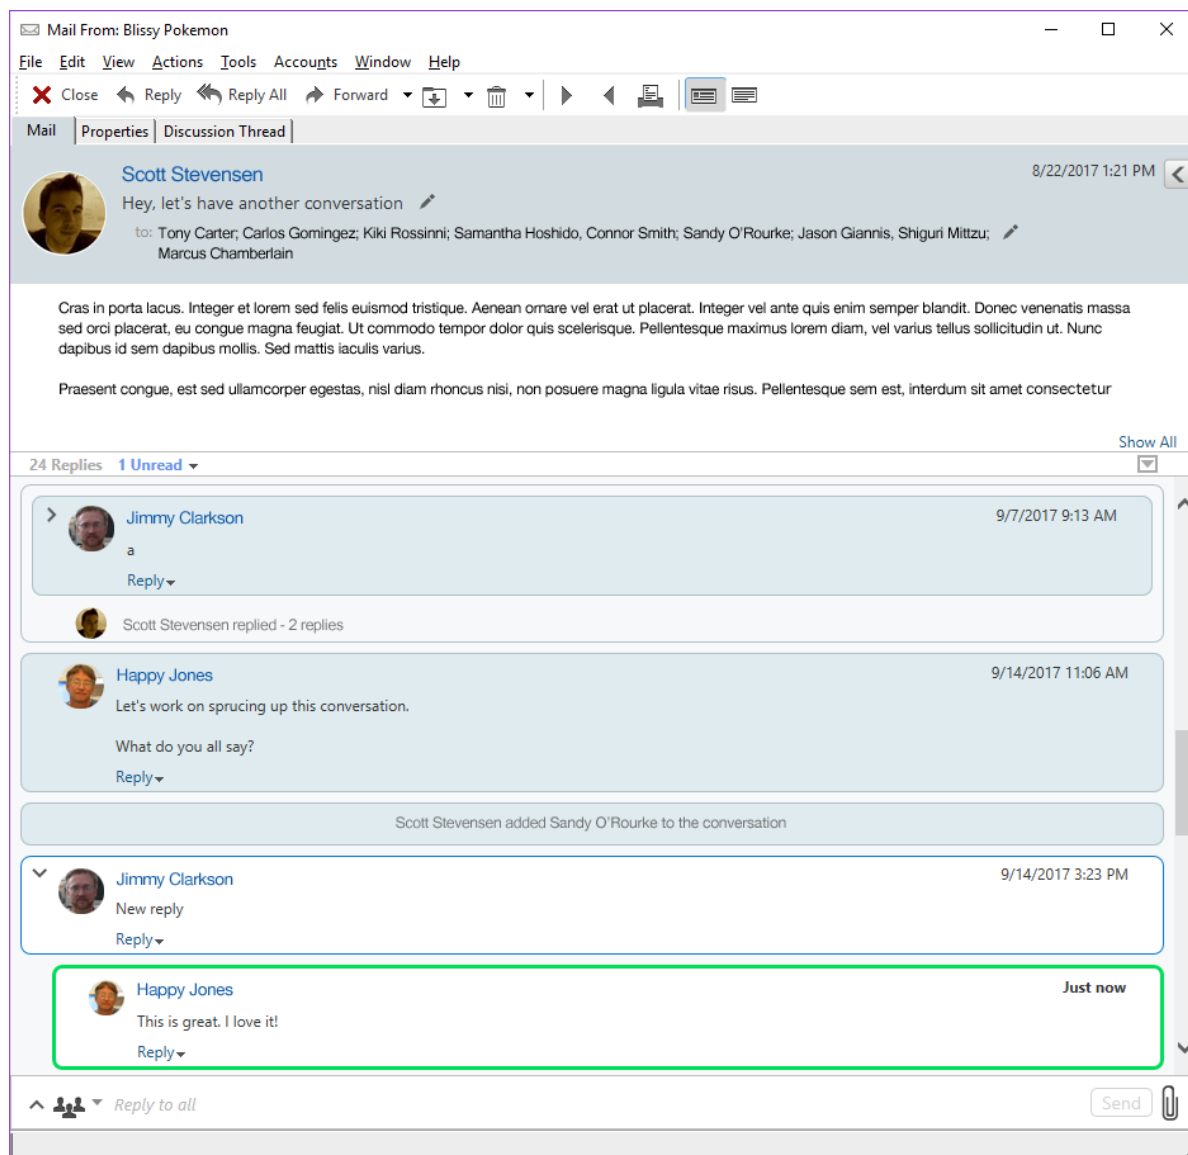 Mail From: Blissy Pokemon
File Edit View Actions Tools Accounts Window Help
Close Reply Reply All Forward
Mail Properties Discussion Thread
Scott Stevensen 8/22/2017 1:21 PM
Hey, let's have another conversation
to: Tony Carter; Carlos Gomingez; Kiki Rossinni; Samantha Hoshido, Connor Smith; Sandy O'Rourke; Jason Giannis, Shiguri Mittzu;
Marcus Chamberlain
Cras in porta lacus. Integer et lorem sed felis euismod tristique. Aenean ornare vel erat ut placerat. Integer vel ante quis enim semper blandit. Donec venenatis massa
sed orci placerat, eu congue magna feugiat. Ut commodo tempor dolor quis scelerisque. Pellentesque maximus lorem diam, vel varius tellus sollicitudin ut. Nunc
dapibus id sem dapibus mollis. Sed mattis iaculis varius.
Praesent congue, est sed ullamcorper egestas, nisl diam rhoncus nisi, non posuere magna ligula vitae risus. Pellentesque sem est, interdum sit amet consectetur
Show All
24 Replies 1 Unread
Jimmy Clarkson 9/7/2017 9:13 AM
a
Reply
Scott Stevensen replied - 2 replies
Happy Jones 9/14/2017 11:06 AM
Let's work on sprucing up this conversation.
What do you all say?
Reply
Scott Stevensen added Sandy O'Rourke to the conversation
Jimmy Clarkson 9/14/2017 3:23 PM
New reply
Reply
Happy Jones Just now
This is great. I love it!
Reply
Reply to all Send